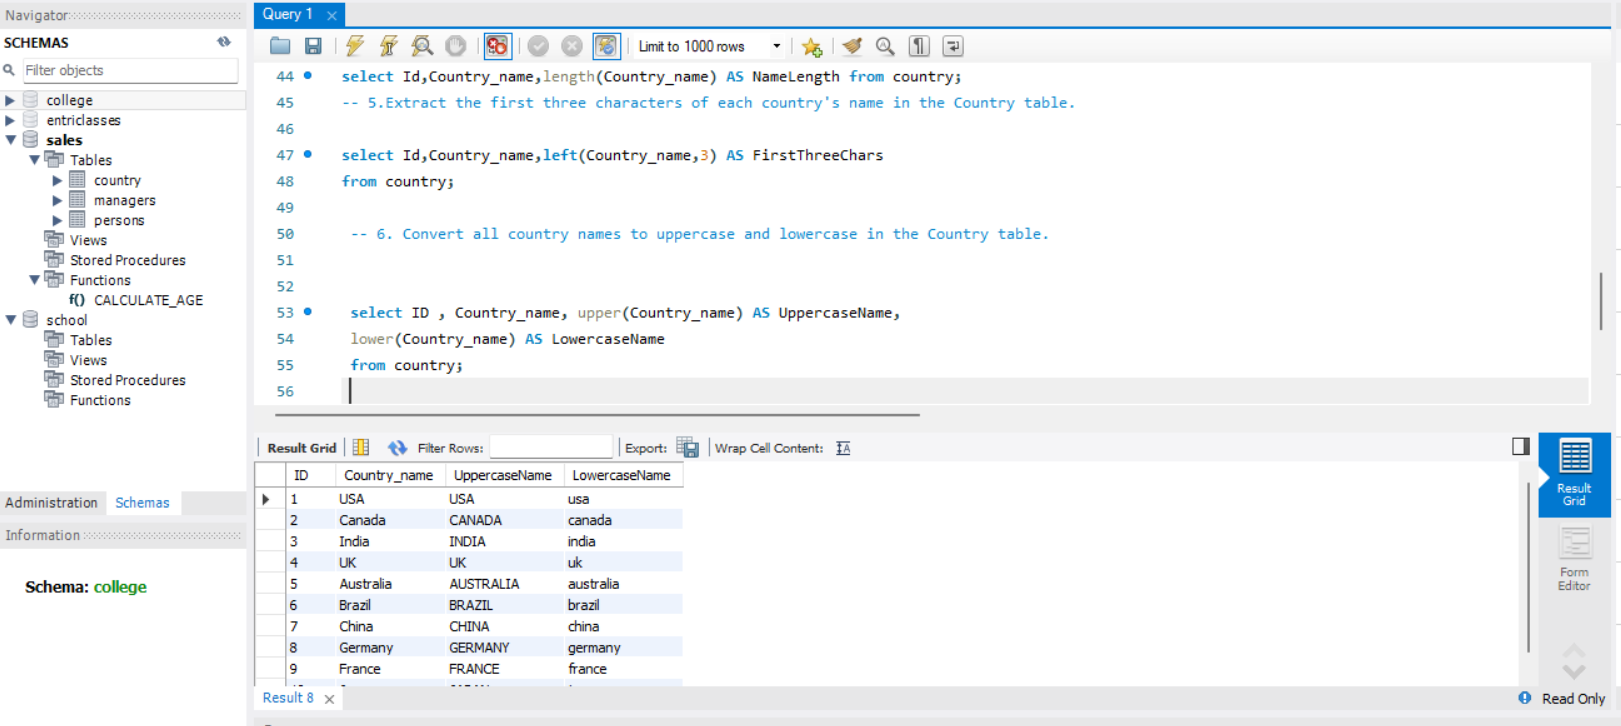 Navigator
SCHEMAS
Filter objects
college
entriclasses
sales
Tables
country
managers
persons
Views
Stored Procedures
Functions
f() CALCULATE_AGE
school
Tables
Views
Stored Procedures
Functions
Administration Schemas
Information
Schema: college
Query 1
Limit to 1000 rows
44 select Id,Country_name,length(Country_name) AS NameLength from country;
45 -- 5.Extract the first three characters of each country's name in the Country table.
46
47 select Id,Country_name,left(Country_name,3) AS FirstThreeChars
48 from country;
49
50 -- 6. Convert all country names to uppercase and lowercase in the Country table.
51
52
53 select ID , Country_name, upper(Country_name) AS UppercaseName,
54 lower(Country_name) AS LowercaseName
55 from country;
56
Result Grid Filter Rows: Export: Wrap Cell Content:
ID Country_name UppercaseName LowercaseName
1 USA USA usa
2 Canada CANADA canada
3 India INDIA india
4 UK UK uk
5 Australia AUSTRALIA australia
6 Brazil BRAZIL brazil
7 China CHINA china
8 Germany GERMANY germany
9 France FRANCE france
Result
Grid
Form
Editor
Result 8
Read Only